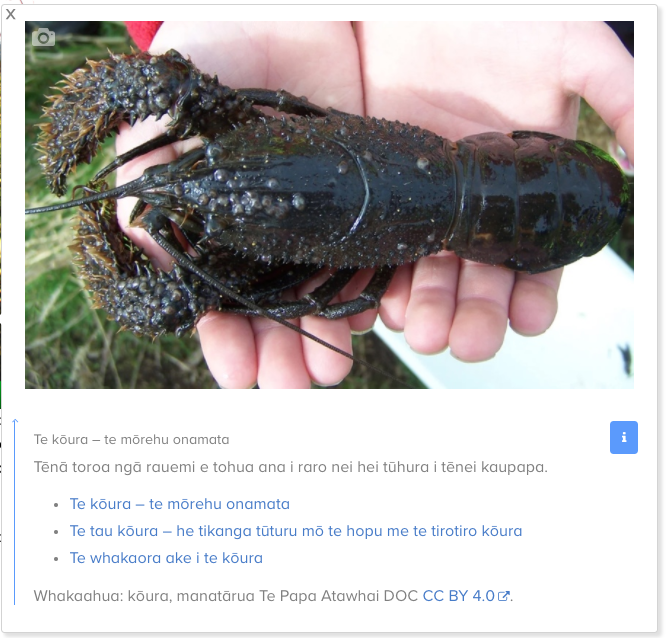 X
Te kōura – te mōrehu onamata
Tēnā toroa ngā rauemi e tohua ana i raro nei hei tūhura i tēnei kaupapa.
Te kōura – te mōrehu onamata
Te tau kōura – he tikanga tūturu mō te hopu me te tirotiro kōura
Te whakaora ake i te kōura
Whakaahua: kōura, manatārua Te Papa Atawhai DOC CC BY 4.0.